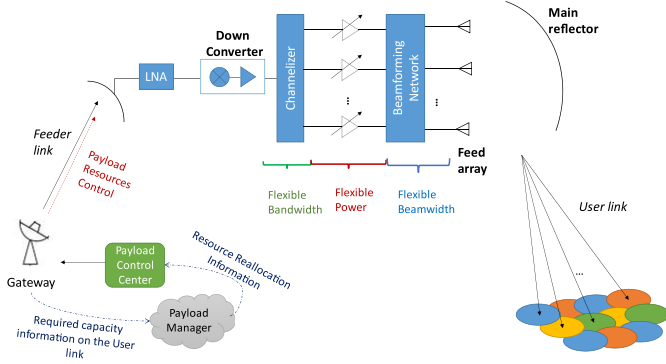 Main
reflector
Down
Converter
LNA
Channelizer
Beamforming
Network
...
...
Feeder
link
Payload
Resources
Control
Feed
array
Flexible
Bandwidth
Flexible
Power
Flexible
Beamwidth
User link
...
Gateway
Payload
Control
Center
Resource Reallocation
Information
Payload
Manager
Required capacity
information on the User
link